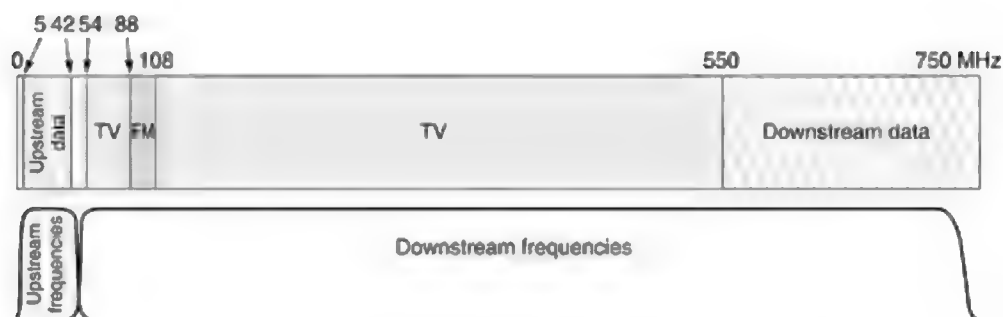 5 42 54 88
0 108 550 750 MHz
Upstream
data
TV
FM
TV
Downstream data
Upstream
frequencies
Downstream frequencies